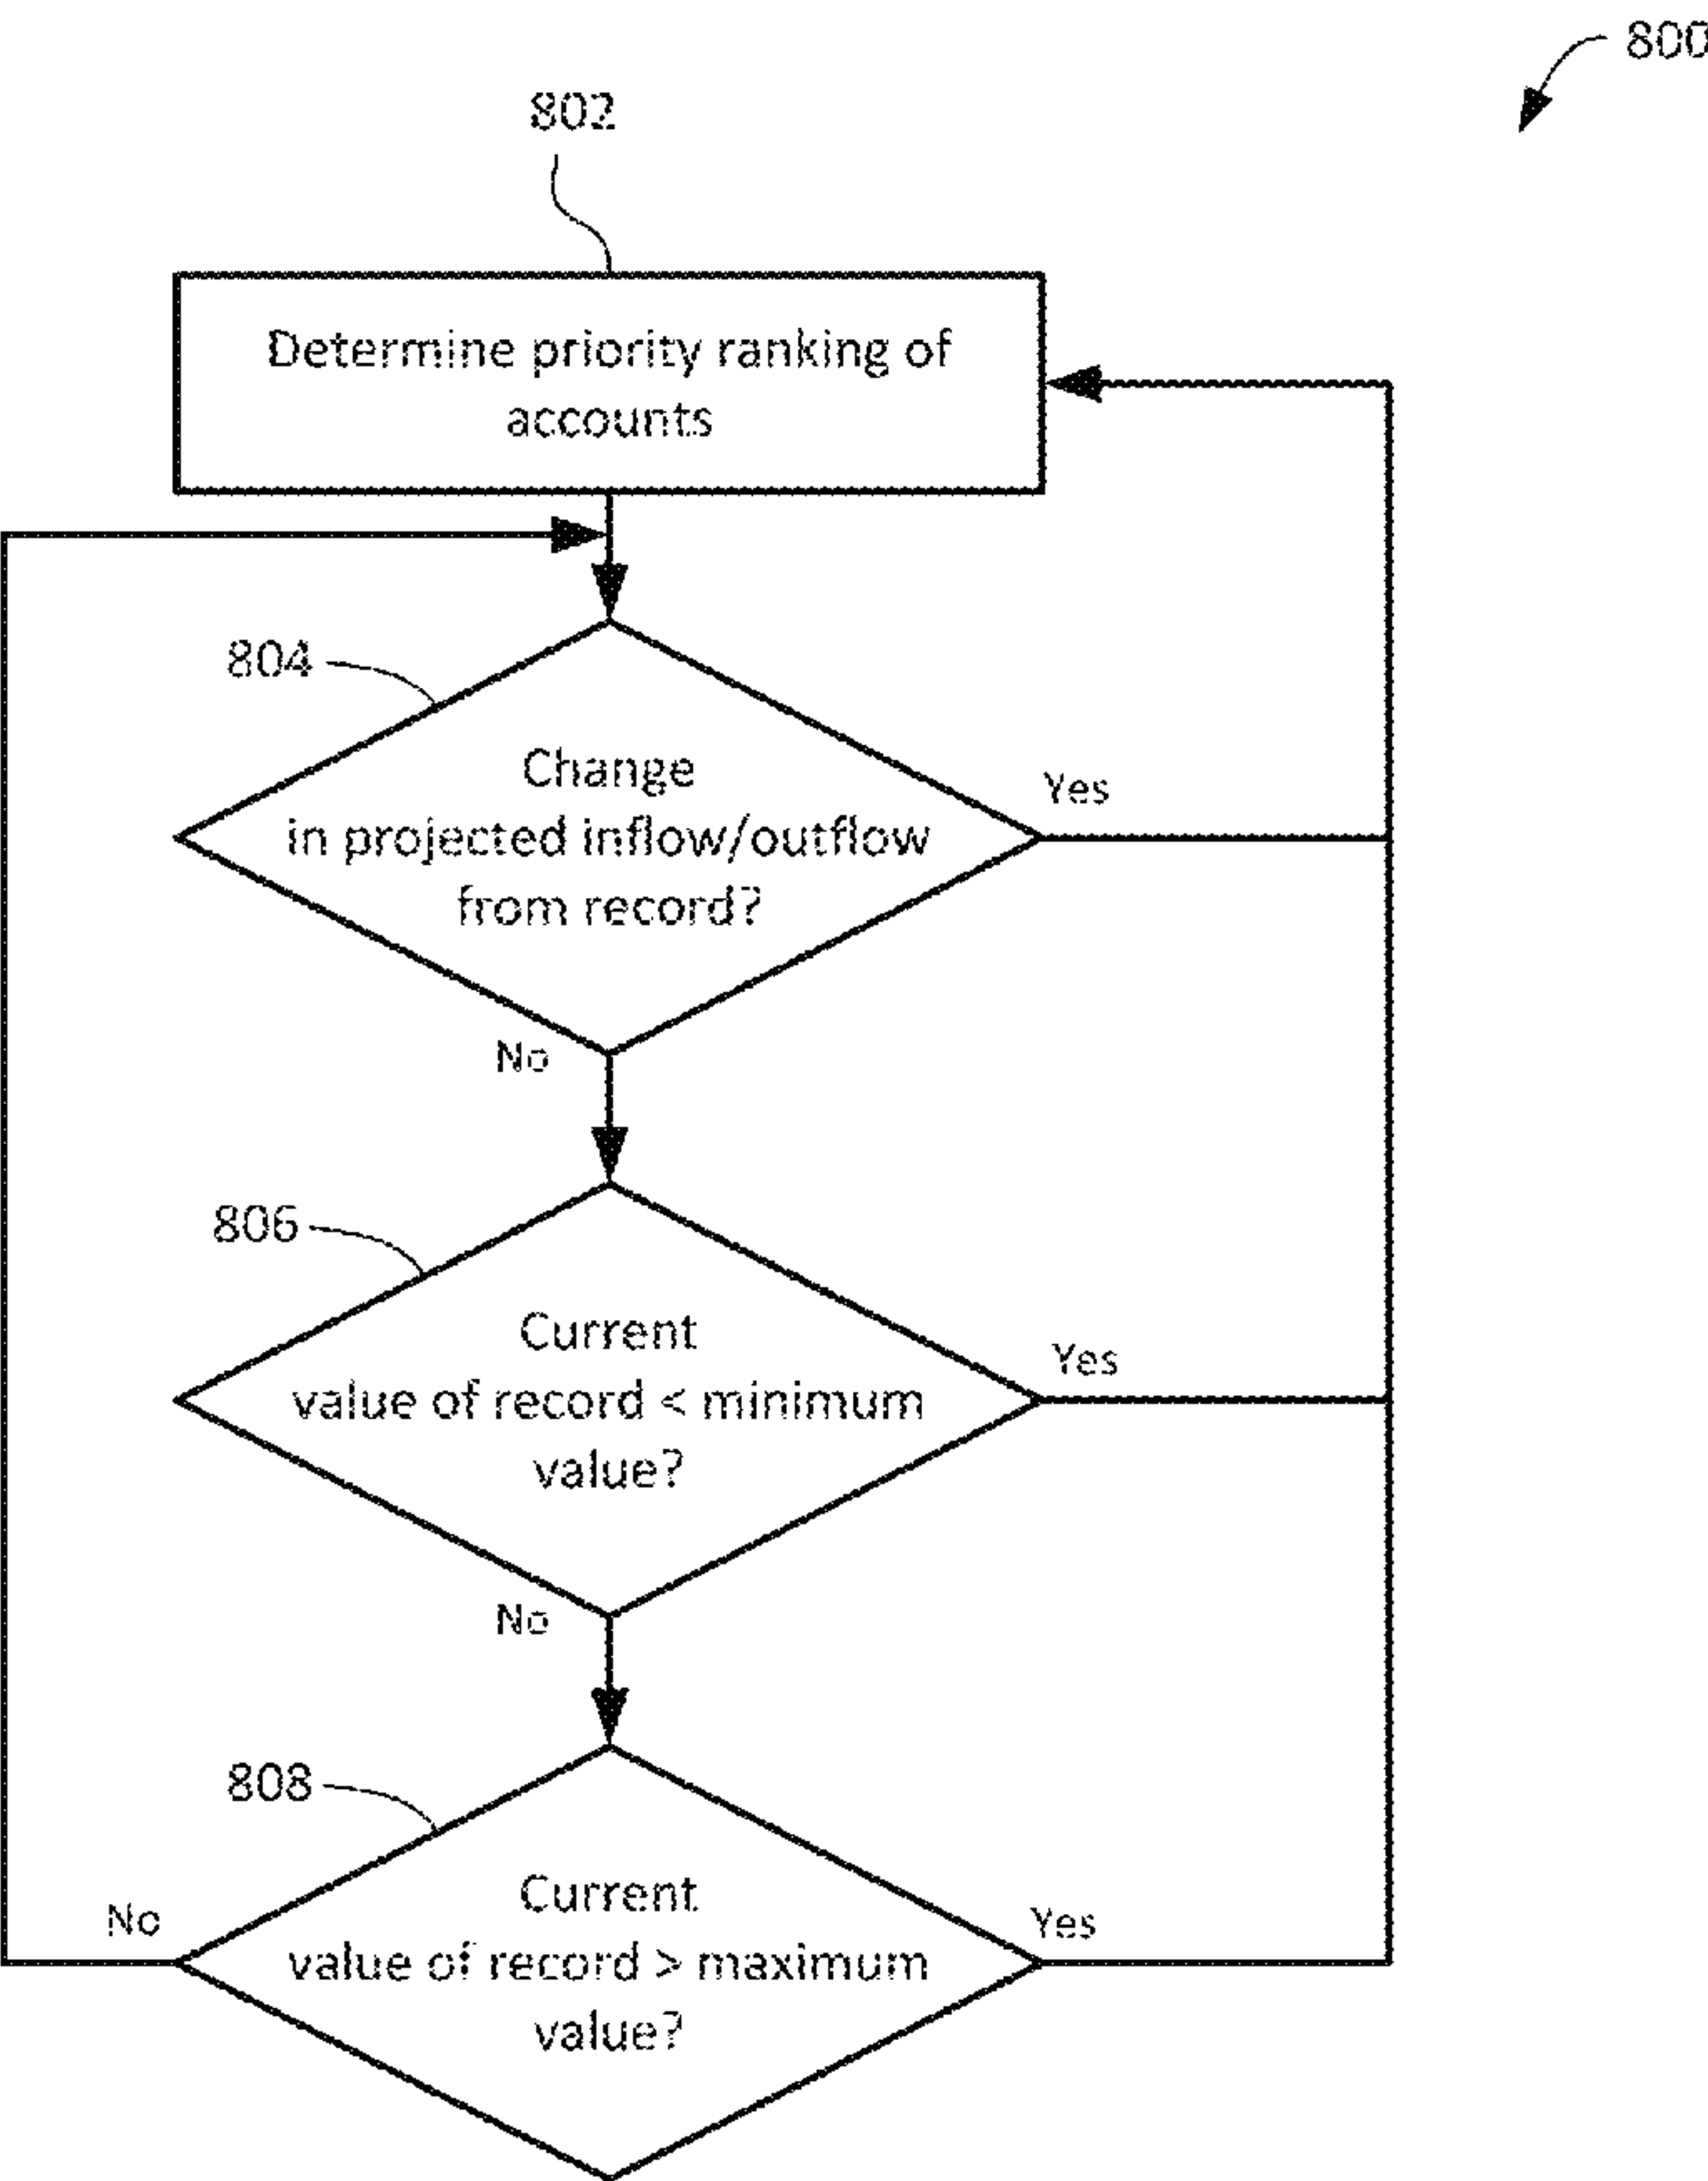 800
802
Determine priority ranking of
accounts
804
Change
in projected inflow/outflow
from record?
Yes
No
806
Current
value of record < minimum
value?
Yes
No
808
Current
value of record > maximum
value?
No
Yes